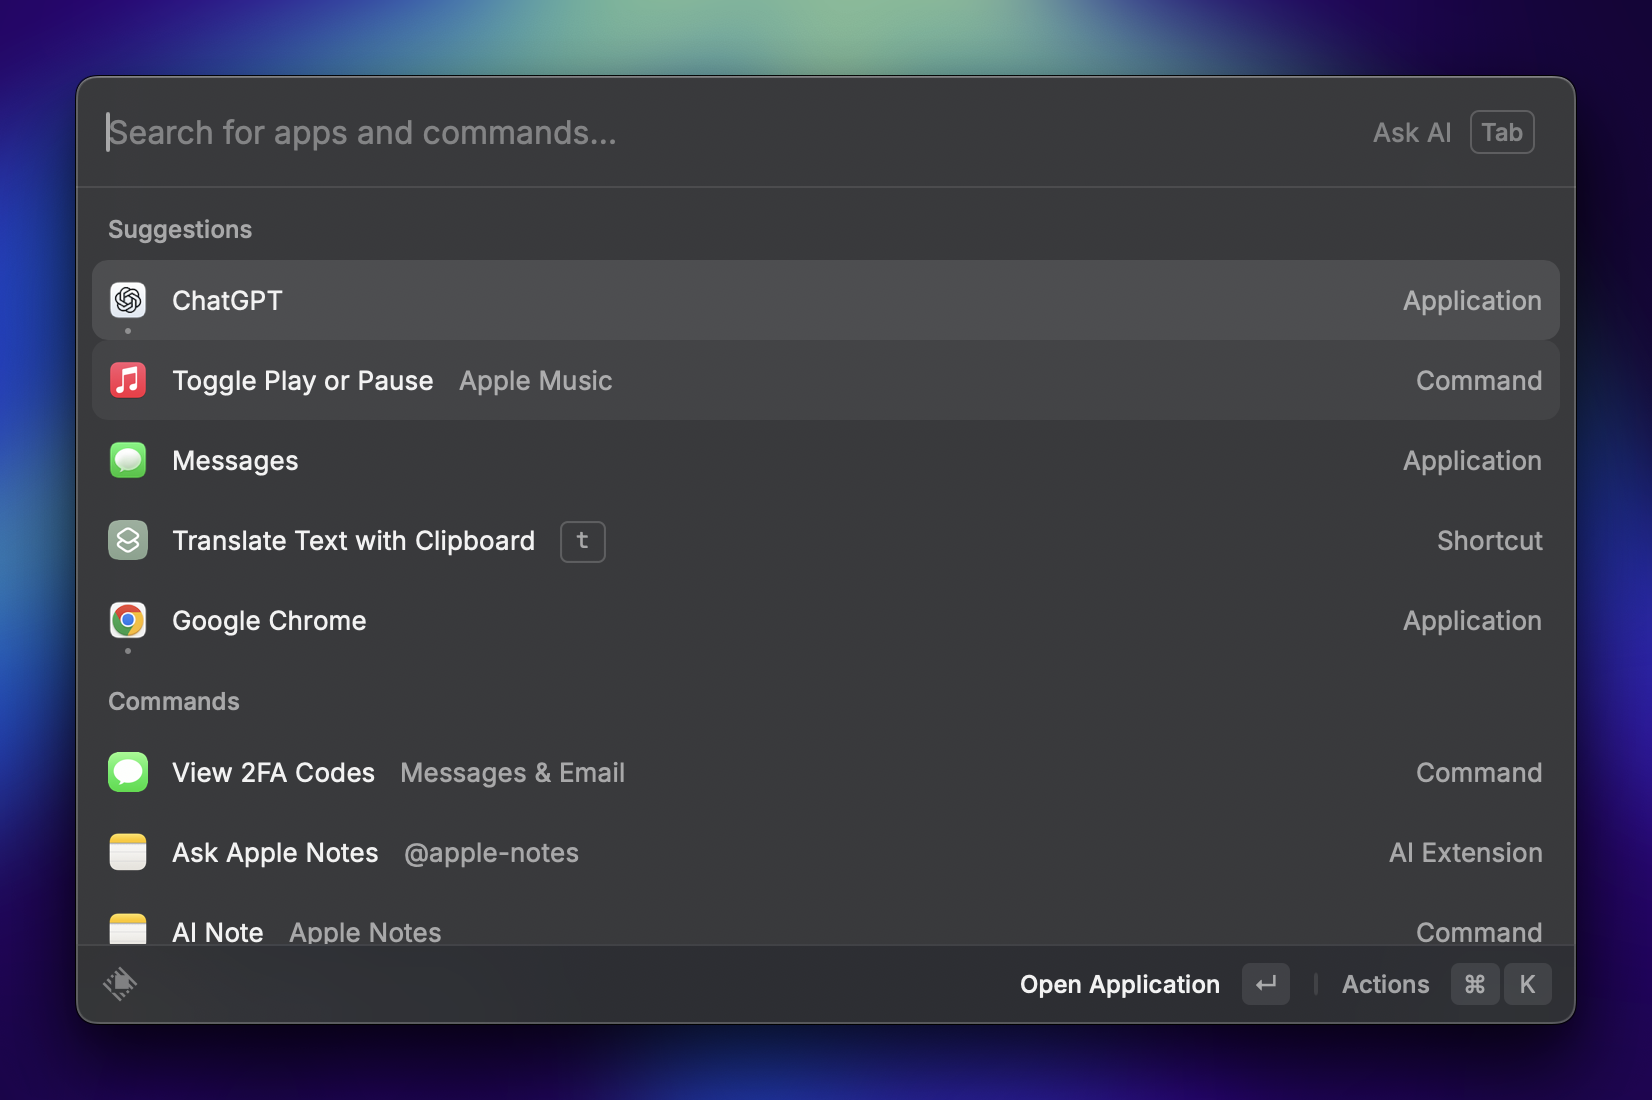 Search for apps and commands... Ask AI Tab
Suggestions
ChatGPT Application
Toggle Play or Pause Apple Music Command
Messages Application
Translate Text with Clipboard t Shortcut
Google Chrome Application
Commands
View 2FA Codes Messages & Email Command
Ask Apple Notes @apple-notes AI Extension
AI Note Apple Notes Command
Open Application ↵ Actions ⌘ K